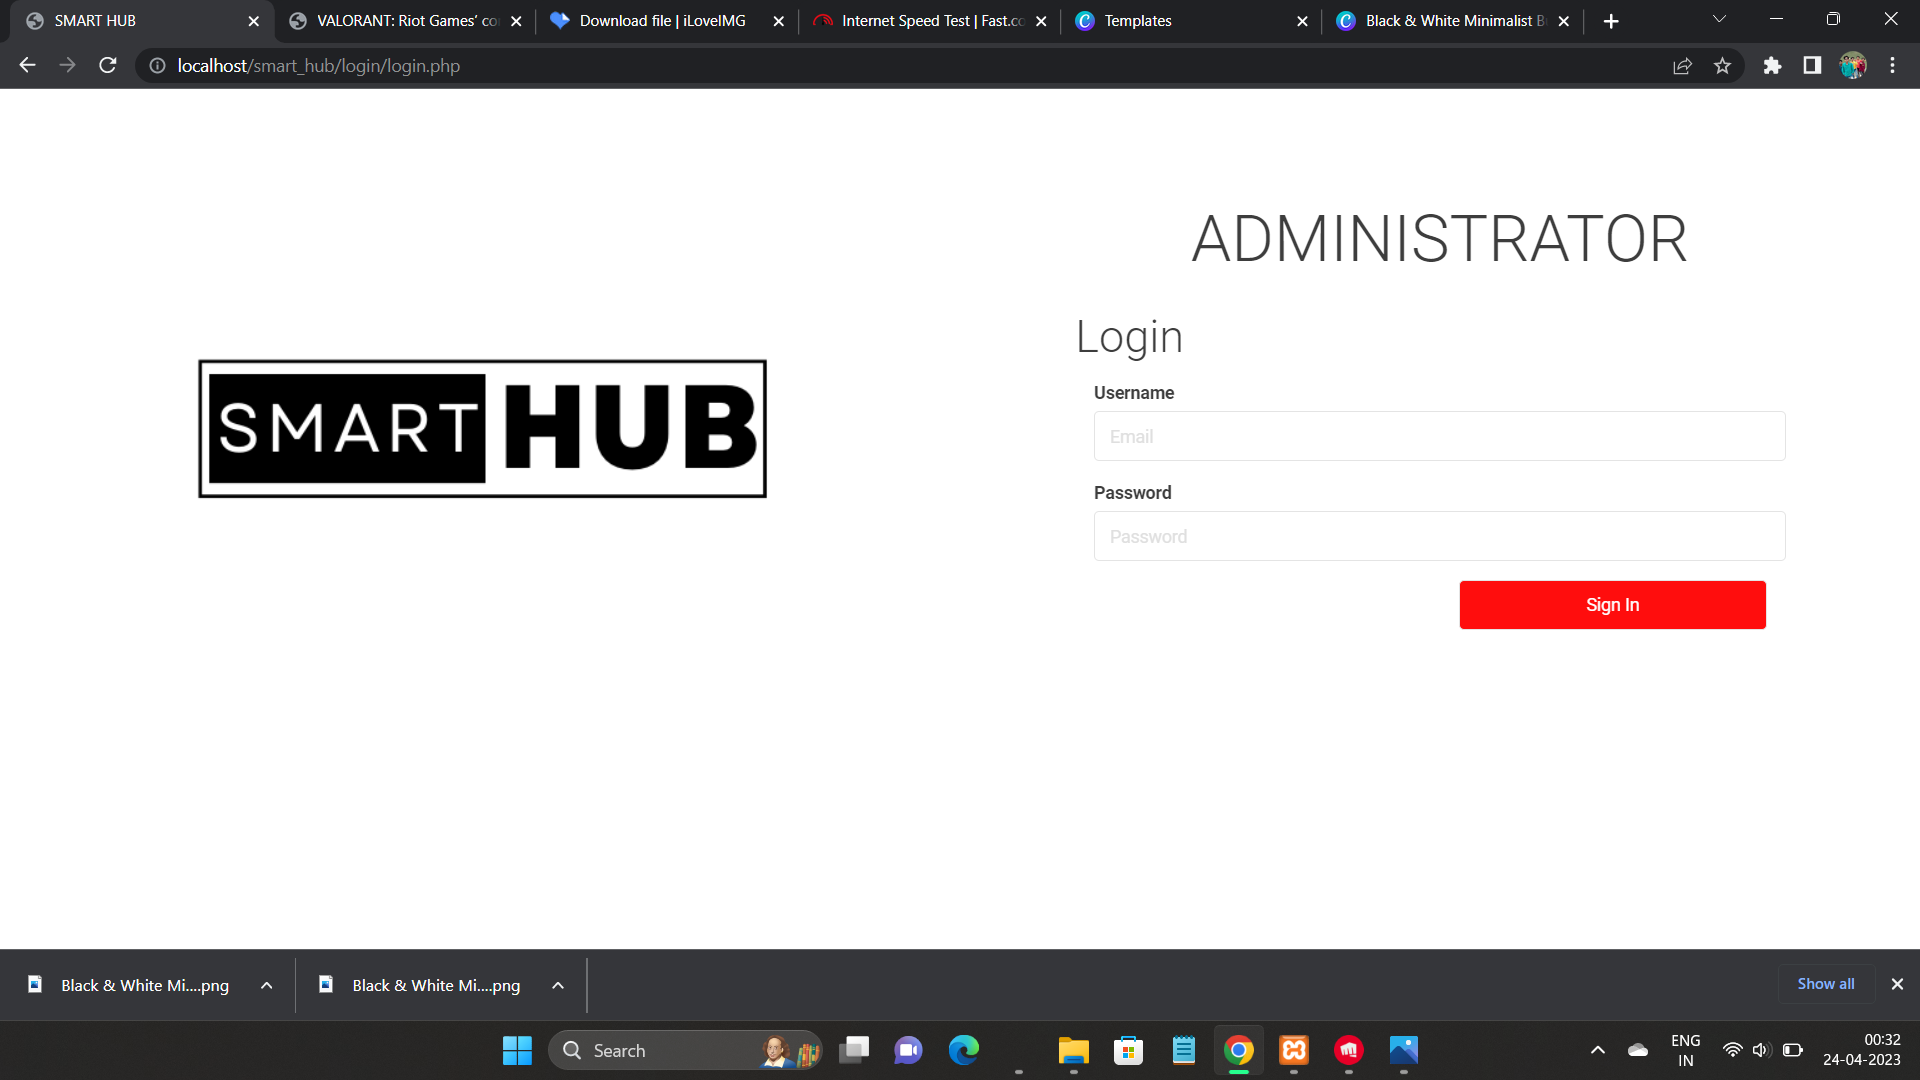 SMART HUB
VALORANT: Riot Games’ co
Download file | iLoveIMG
Internet Speed Test | Fast.co
Templates
Black & White Minimalist B
localhost/smart_hub/login/login.php
ADMINISTRATOR
Login
SMART HUB
Username
Email
Password
Password
Sign In
Black & White Mi....png
Black & White Mi....png
Show all
Search
ENG
IN
00:32
24-04-2023